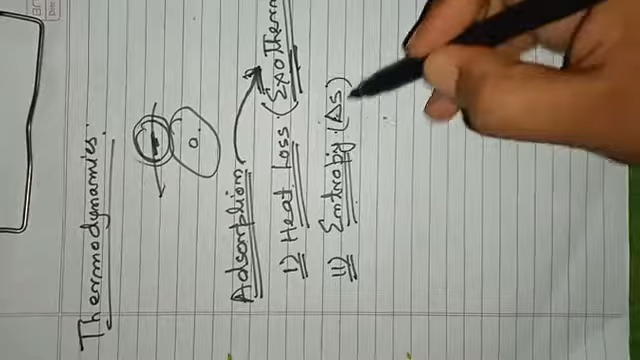 Thermodynamics:
Adsorption
I) Heat Loss. (Exotherm
II) Entropy. (Δs)